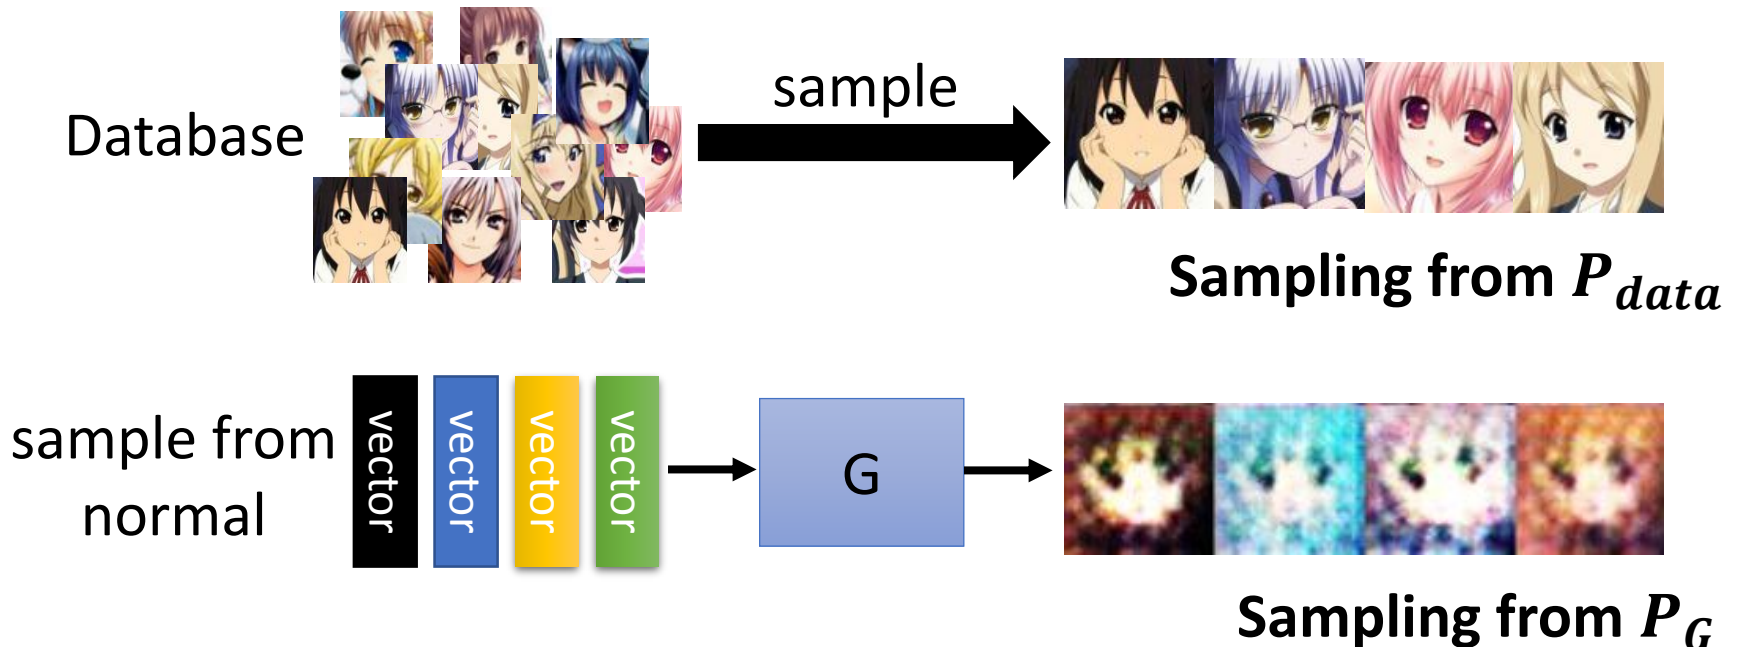 Database
sample
Sampling from P_data
sample from
normal
vector
vector
vector
vector
G
Sampling from P_G